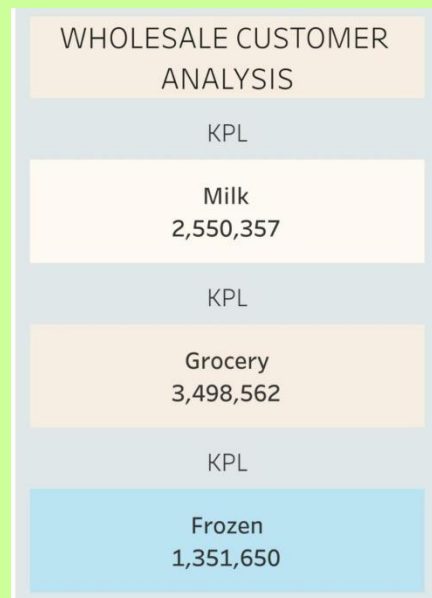 WHOLESALE CUSTOMER
ANALYSIS
KPL
Milk
2,550,357
KPL
Grocery
3,498,562
KPL
Frozen
1,351,650